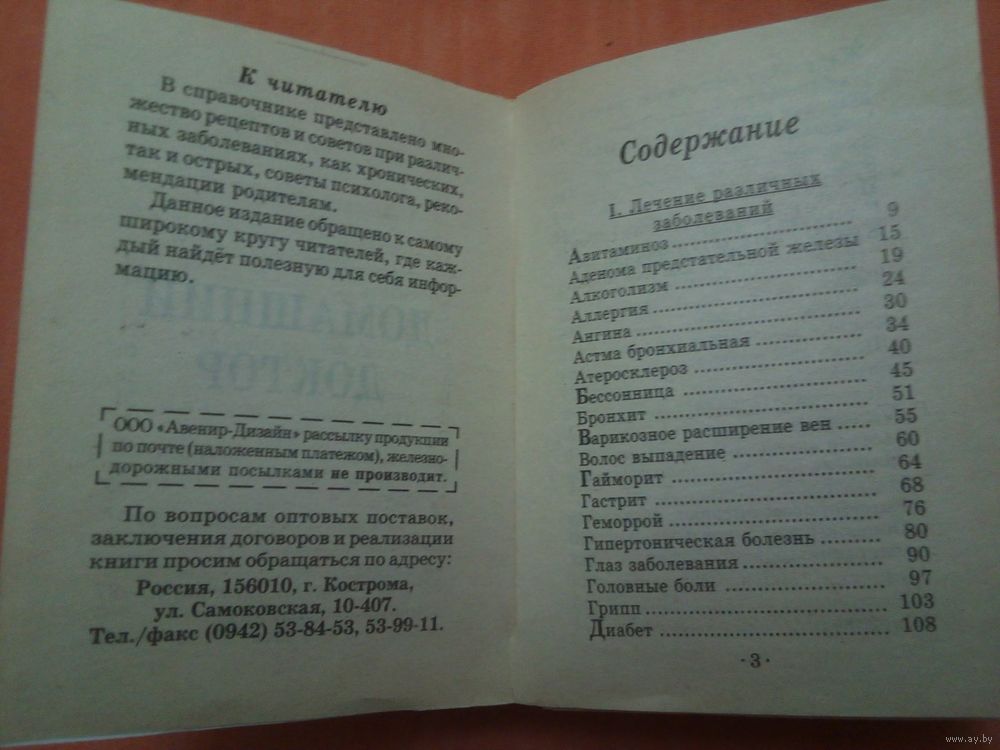 К читателю
В справочнике представлено мно-
жество рецептов и советов при различ-
ных заболеваниях, как хронических,
так и острых, советы психолога, реко-
мендации родителям.
Данное издание обращено к самому
широкому кругу читателей, где каж-
дый найдёт полезную для себя инфор-
мацию.
ООО «Авенир-Дизайн» рассылку продукции
по почте (наложенным платежом), железно-
дорожными посылками не производит.
По вопросам оптовых поставок,
заключения договоров и реализации
книги просим обращаться по адресу:
Россия, 156010, г. Кострома,
ул. Самоковская, 10-407.
Тел./факс (0942) 53-84-53, 53-99-11.
Содержание
I. Лечение различных
заболеваний
Авитаминоз ..................... 9
Аденома предстательной железы 15
Алкоголизм ..................... 19
Аллергия ..................... 24
Ангина ..................... 30
Астма бронхиальная ............ 34
Атеросклероз ..................... 40
Бессонница ..................... 45
Бронхит ..................... 51
Варикозное расширение вен ..... 55
Волос выпадение ............... 60
Гайморит ..................... 64
Гастрит ..................... 68
Геморрой ..................... 76
Гипертоническая болезнь ........ 80
Глаз заболевания ............... 90
Головные боли ............... 97
Грипп ..................... 103
Диабет ..................... 108
· 3 ·
www.ay.by